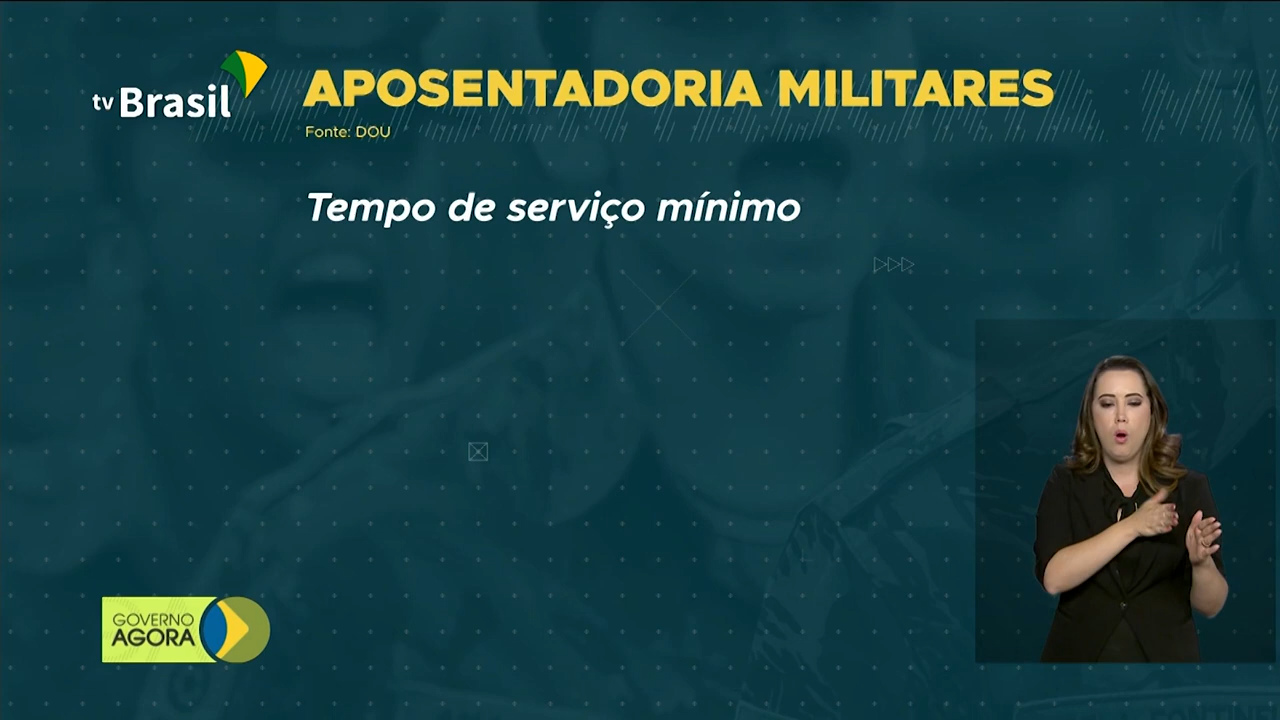 tv Brasil
APOSENTADORIA MILITARES
Fonte: DOU
Tempo de serviço mínimo
GOVERNO
AGORA